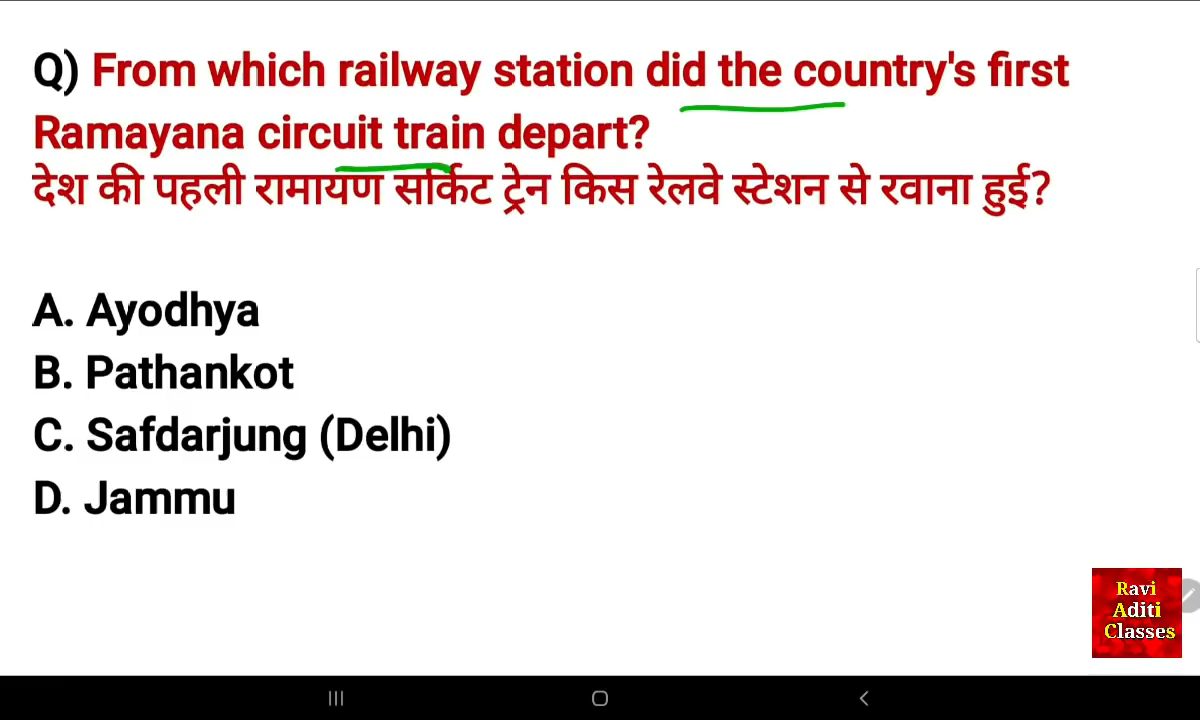 Q) From which railway station did the country's first
Ramayana circuit train depart?
देश की पहली रामायण सर्किट ट्रेन किस रेलवे स्टेशन से रवाना हुई?
A. Ayodhya
B. Pathankot
C. Safdarjung (Delhi)
D. Jammu
Ravi
Aditi
Classes